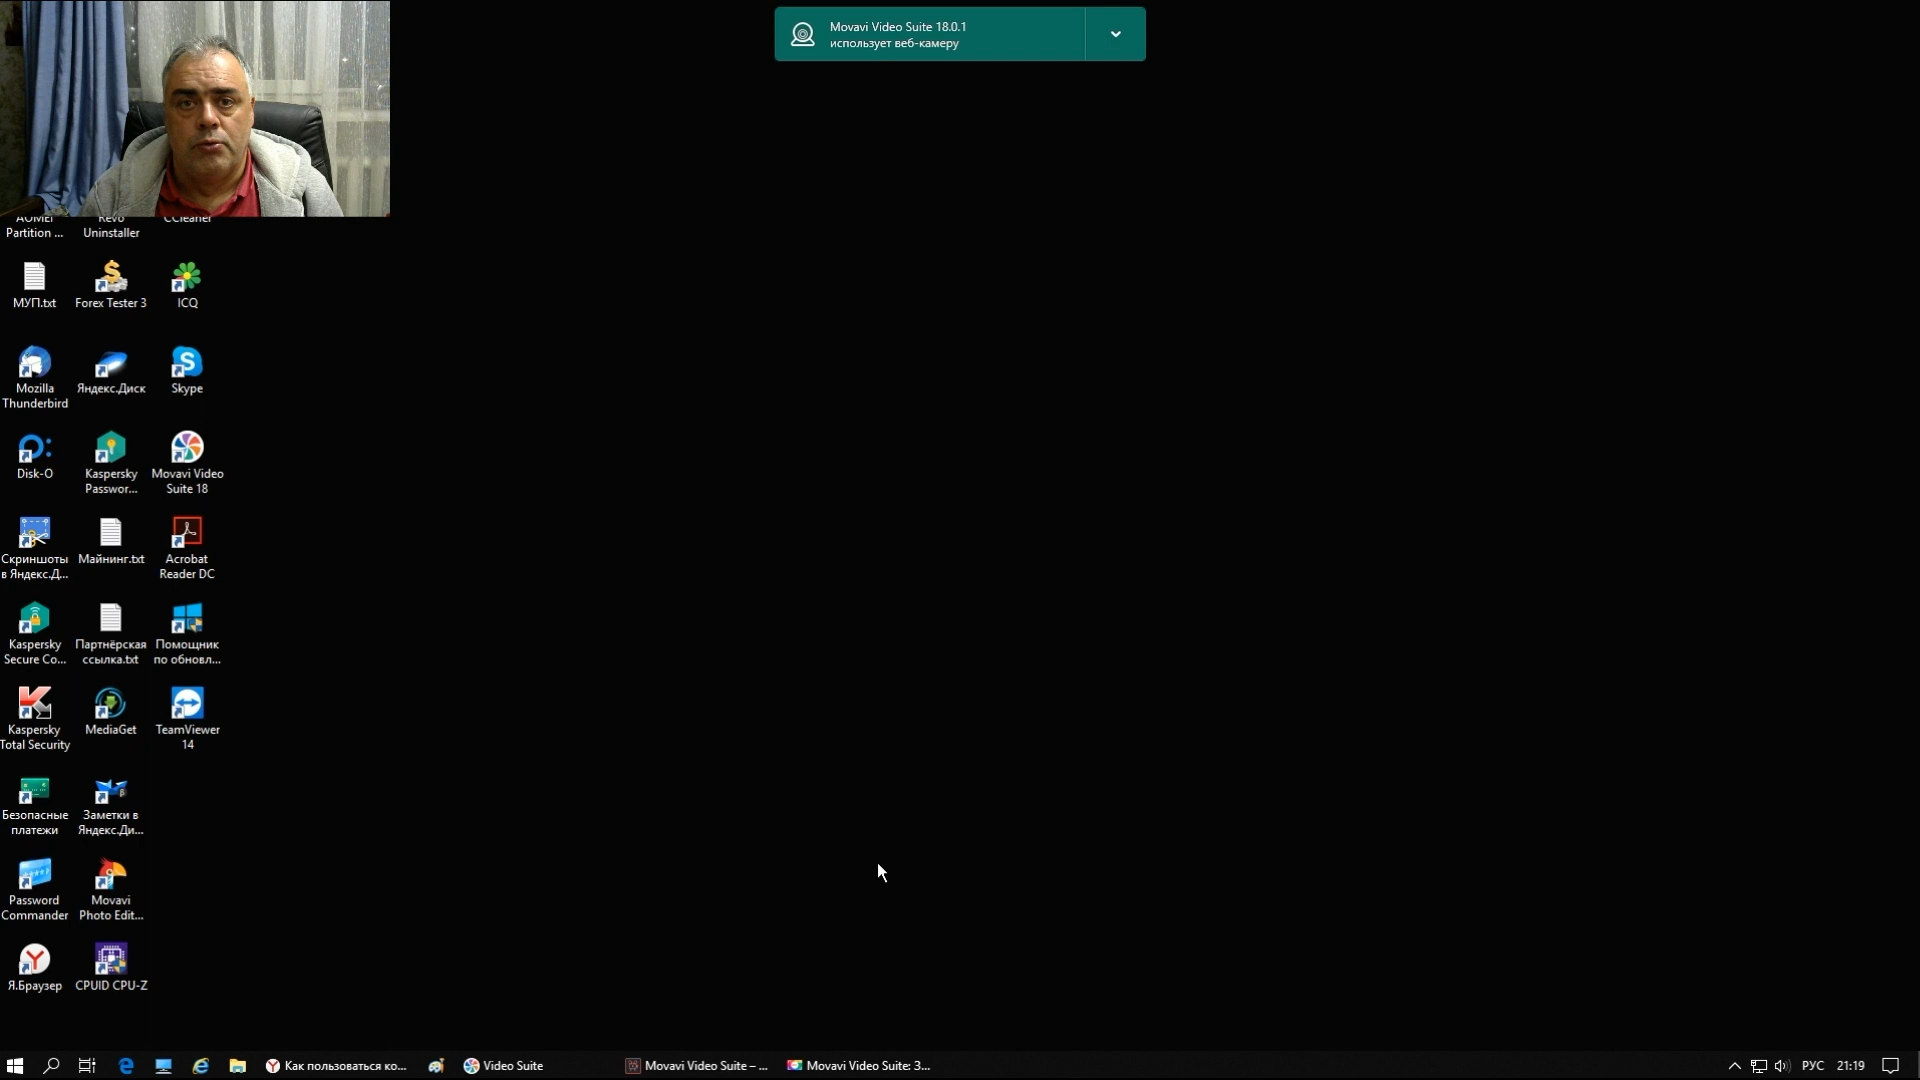 Movavi Video Suite 18.0.1
использует веб-камеру
AOMEI
Partition ...
Revo
Uninstaller
CCleaner
МУП.txt
Forex Tester 3
ICQ
Mozilla
Thunderbird
Яндекс.Диск
Skype
Disk-O
Kaspersky
Passwor...
Movavi Video
Suite 18
Скриншоты
в Яндекс.Д...
Майнинг.txt
Acrobat
Reader DC
Kaspersky
Secure Co...
Партнёрская
ссылка.txt
Помощник
по обновл...
Kaspersky
Total Security
MediaGet
TeamViewer
14
Безопасные
платежи
Заметки в
Яндекс.Ди...
Password
Commander
Movavi
Photo Edit...
Я.Браузер
CPUID CPU-Z
Как пользоваться ко...
Video Suite
Movavi Video Suite – ...
Movavi Video Suite: З...
РУС
21:19